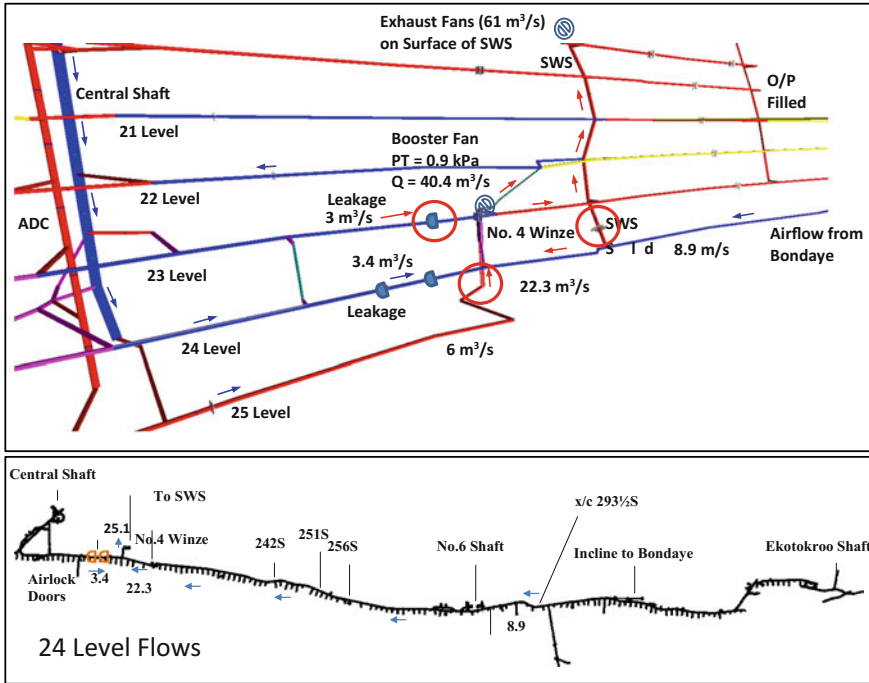 Exhaust Fans (61 m³/s)
on Surface of SWS
SWS
Central Shaft
O/P
Filled
21 Level
Booster Fan
PT = 0.9 kPa
Q = 40.4 m³/s
22 Level
Leakage
3 m³/s
ADC
No. 4 Winze
SWS
S l d
8.9 m/s
Airflow from
Bondaye
23 Level
3.4 m³/s
22.3 m³/s
Leakage
24 Level
6 m³/s
25 Level
Central Shaft
To SWS
x/c 293½S
25.1
No.4 Winze
242S
251S
256S
No.6 Shaft
Incline to Bondaye
Ekotokroo Shaft
Airlock
Doors
3.4
22.3
8.9
24 Level Flows